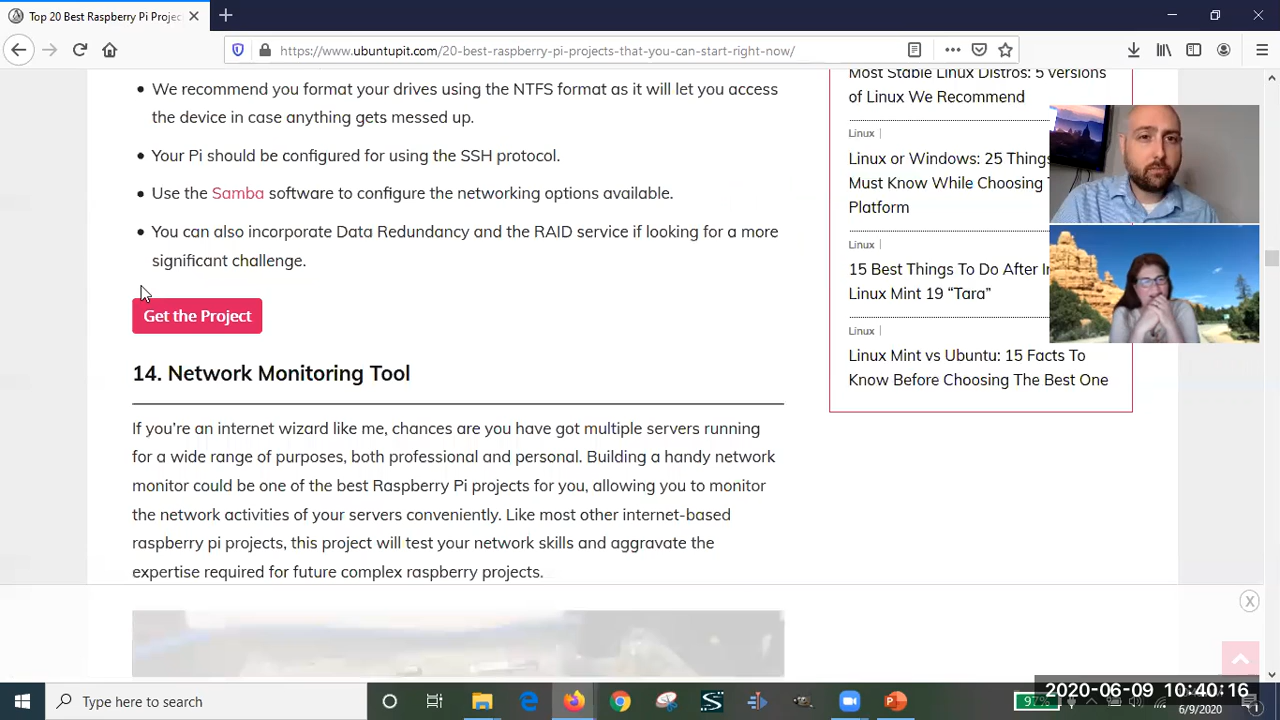 Top 20 Best Raspberry Pi Projec
https://www.ubuntupit.com/20-best-raspberry-pi-projects-that-you-can-start-right-now/
• We recommend you format your drives using the NTFS format as it will let you access
the device in case anything gets messed up.
• Your Pi should be configured for using the SSH protocol.
• Use the Samba software to configure the networking options available.
• You can also incorporate Data Redundancy and the RAID service if looking for a more
significant challenge.
Get the Project
14. Network Monitoring Tool
If you’re an internet wizard like me, chances are you have got multiple servers running
for a wide range of purposes, both professional and personal. Building a handy network
monitor could be one of the best Raspberry Pi projects for you, allowing you to monitor
the network activities of your servers conveniently. Like most other internet-based
raspberry pi projects, this project will test your network skills and aggravate the
expertise required for future complex raspberry projects.
Most Stable Linux Distros: 5 versions
of Linux We Recommend
Linux |
Linux or Windows: 25 Things
Must Know While Choosing
Platform
Linux |
15 Best Things To Do After
Linux Mint 19 “Tara”
Linux |
Linux Mint vs Ubuntu: 15 Facts To
Know Before Choosing The Best One
X
Type here to search
97%
2020-06-09 10:40:16
6/9/2020